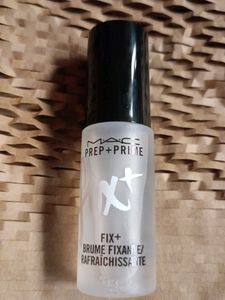 MAC
PREP+PRIME
X+
FIX+
BRUME FIXANTE/
RAFRAÎCHISSANTE